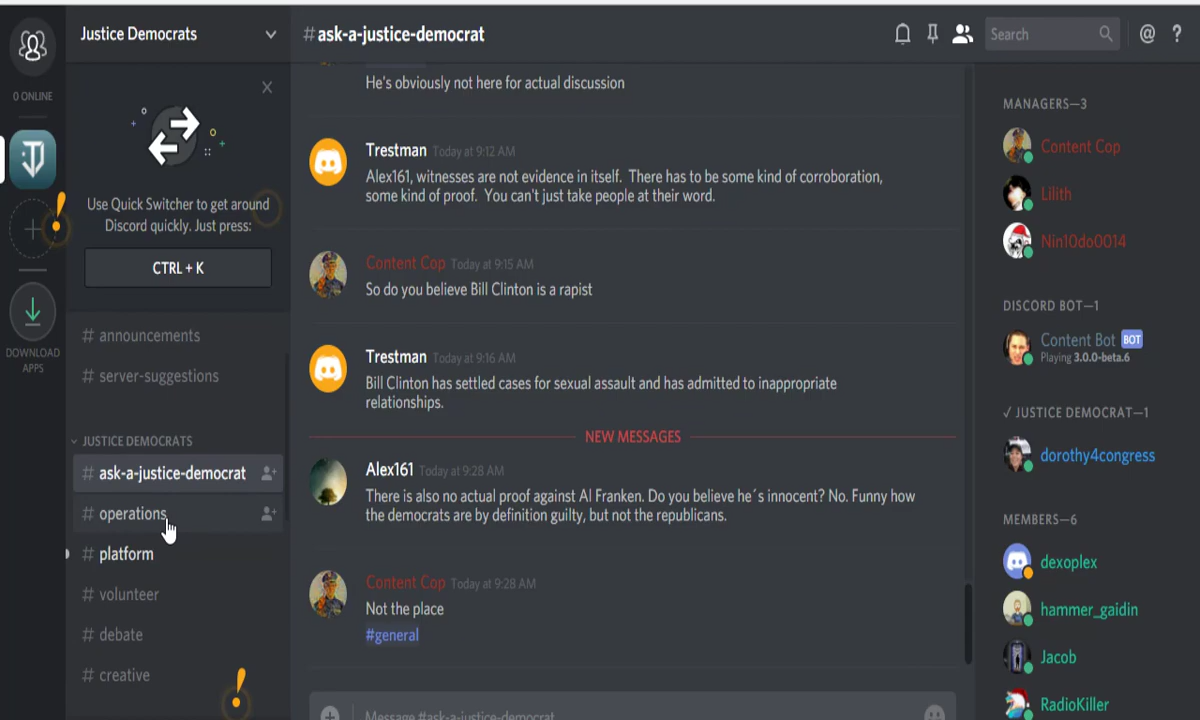 0 ONLINE
DOWNLOAD
APPS
Justice Democrats
Use Quick Switcher to get around
Discord quickly. Just press:
CTRL + K
# announcements
# server-suggestions
JUSTICE DEMOCRATS
# ask-a-justice-democrat
# operations
# platform
# volunteer
# debate
# creative
#ask-a-justice-democrat
Search
@ ?
He's obviously not here for actual discussion
Trestman Today at 9:12 AM
Alex161, witnesses are not evidence in itself. There has to be some kind of corroboration,
some kind of proof. You can't just take people at their word.
Content Cop Today at 9:15 AM
So do you believe Bill Clinton is a rapist
Trestman Today at 9:16 AM
Bill Clinton has settled cases for sexual assault and has admitted to inappropriate
relationships.
NEW MESSAGES
Alex161 Today at 9:28 AM
There is also no actual proof against Al Franken. Do you believe he´s innocent? No. Funny how
the democrats are by definition guilty, but not the republicans.
Content Cop Today at 9:28 AM
Not the place
#general
Message #ask-a-justice-democrat
MANAGERS—3
Content Cop
Lilith
Nin10do0014
DISCORD BOT—1
Content Bot BOT
Playing 3.0.0-beta.6
✓ JUSTICE DEMOCRAT—1
dorothy4congress
MEMBERS—6
dexoplex
hammer_gaidin
Jacob
RadioKiller